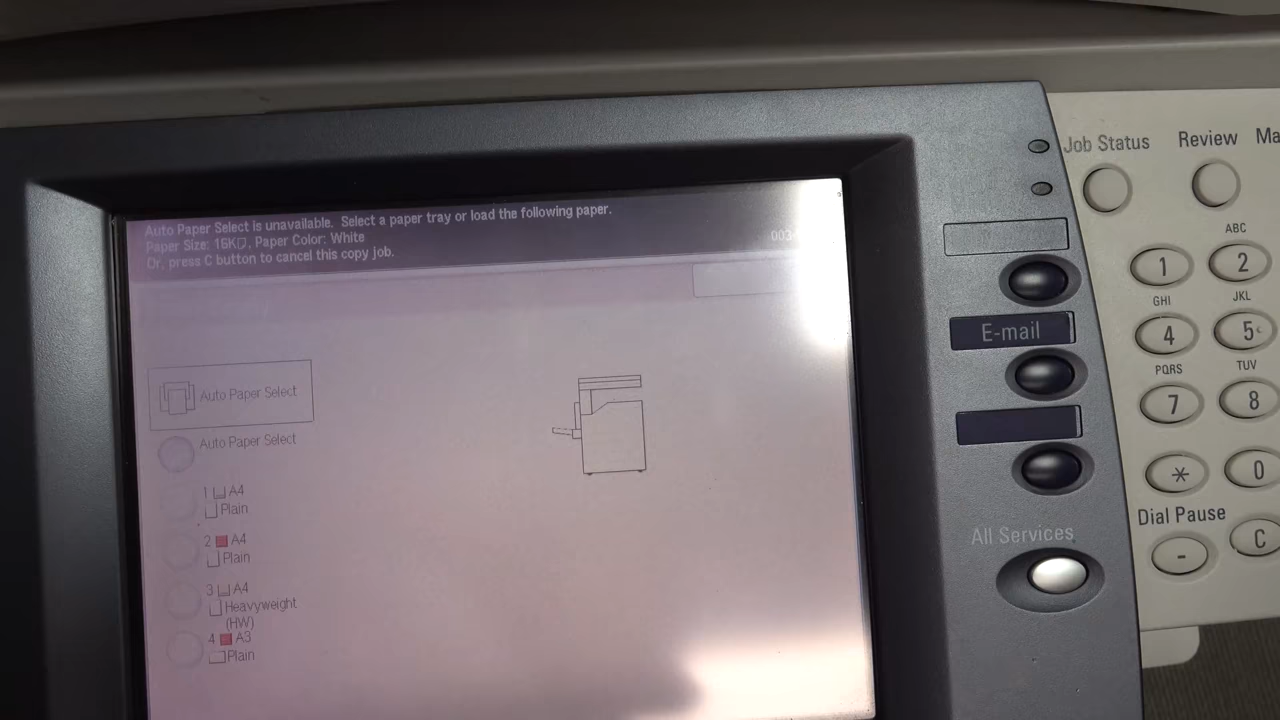 Auto Paper Select is unavailable. Select a paper tray or load the following paper.
Paper Size: 16K, Paper Color: White
Or, press C button to cancel this copy job.
003-
Auto Paper Select
Auto Paper Select
1 A4
Plain
2 A4
Plain
3 A4
Heavyweight
(HW)
4 A3
Plain
E-mail
All Services
Job Status
Review
Ma
1
ABC
2
GHI
4
JKL
5
PQRS
7
TUV
8
*
0
Dial Pause
-
C